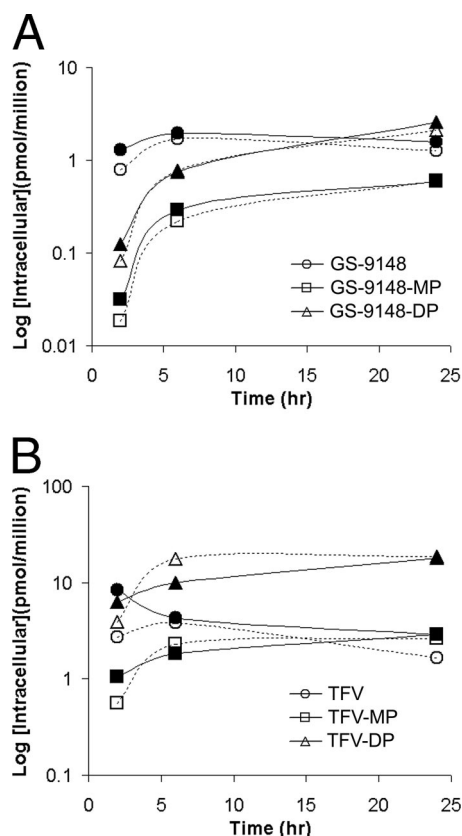 A
Log [Intracellular](pmol/million)
10
1
0.1
0.01
0
5
10
15
20
25
Time (hr)
GS-9148
GS-9148-MP
GS-9148-DP
B
Log [Intracellular](pmol/million)
100
10
1
0.1
0
5
10
15
20
25
Time (hr)
TFV
TFV-MP
TFV-DP